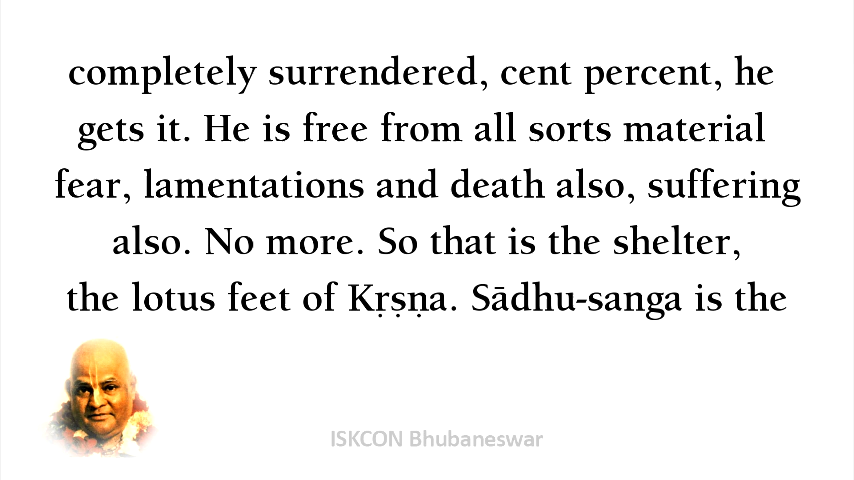 completely surrendered, cent percent, he
gets it. He is free from all sorts material
fear, lamentations and death also, suffering
also. No more. So that is the shelter,
the lotus feet of Kṛṣṇa. Sādhu-sanga is the
ISKCON Bhubaneswar